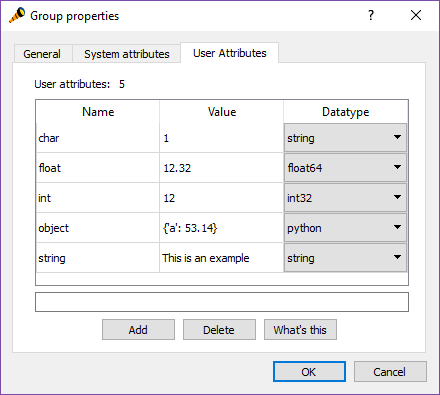 Group properties ? ×
General System attributes User Attributes
User attributes: 5
Name Value Datatype
char 1 string
float 12.32 float64
int 12 int32
object {'a': 53.14} python
string This is an example string
Add Delete What's this
OK Cancel